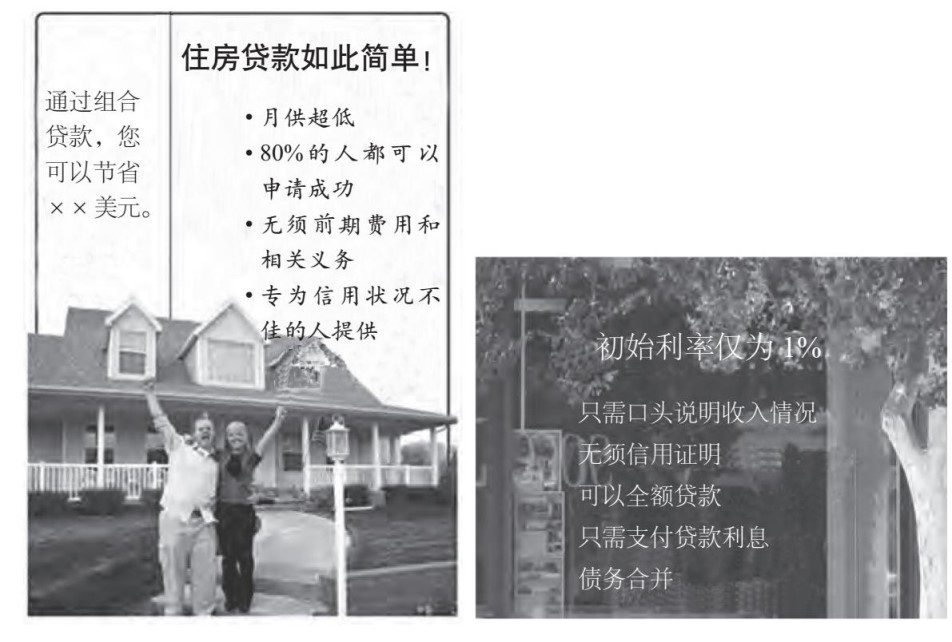 住房贷款如此简单！
通过组合
贷款，您
可以节省
××美元。
•月供超低
•80%的人都可以
申请成功
•无须前期费用和
相关义务
•专为信用状况不
佳的人提供
初始利率仅为1%
只需口头说明收入情况
无须信用证明
可以全额贷款
只需支付贷款利息
债务合并